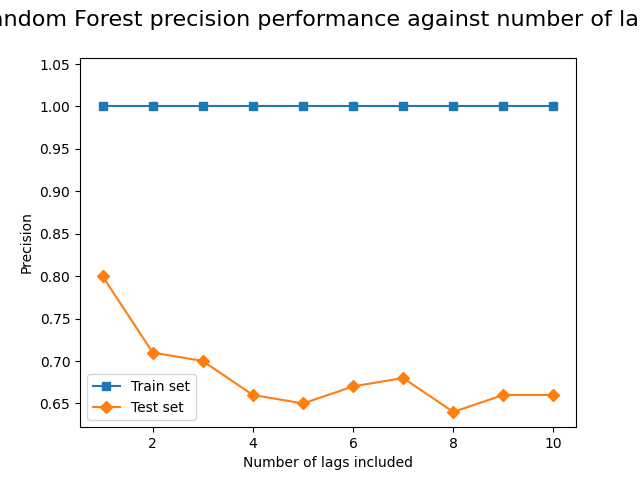 Forest precision performance against number of
1.05
1.00
0.95
0.90
0.85
0.80
0.75
0.70
0.65
Precision
Train set
Test set
2
4
6
8
10
Number of lags included